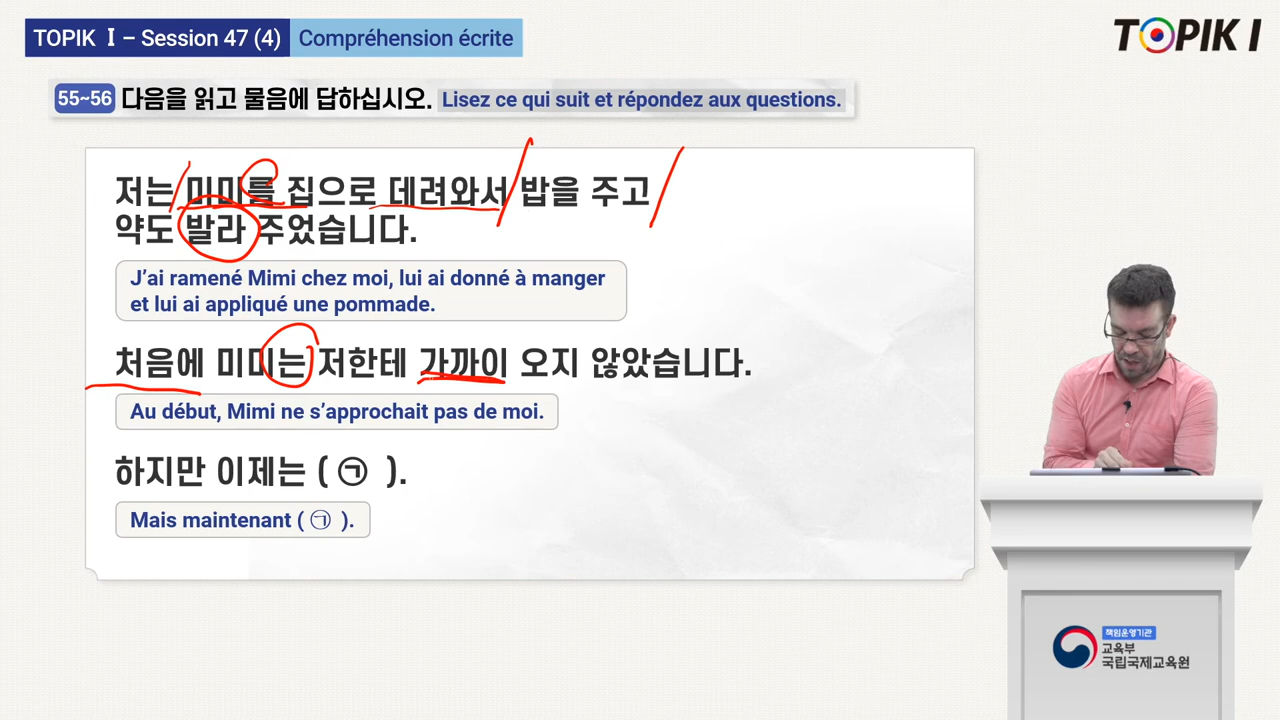 TOPIK Ⅰ – Session 47 (4) Compréhension écrite
TOPIK I
55~56 다음을 읽고 물음에 답하십시오. Lisez ce qui suit et répondez aux questions.
저는 미미를 집으로 데려와서 밥을 주고
약도 발라 주었습니다.
J’ai ramené Mimi chez moi, lui ai donné à manger
et lui ai appliqué une pommade.
처음에 미미는 저한테 가까이 오지 않았습니다.
Au début, Mimi ne s’approchait pas de moi.
하지만 이제는 ( ㉠ ).
Mais maintenant ( ㉠ ).
책임운영기관
교육부
국립국제교육원